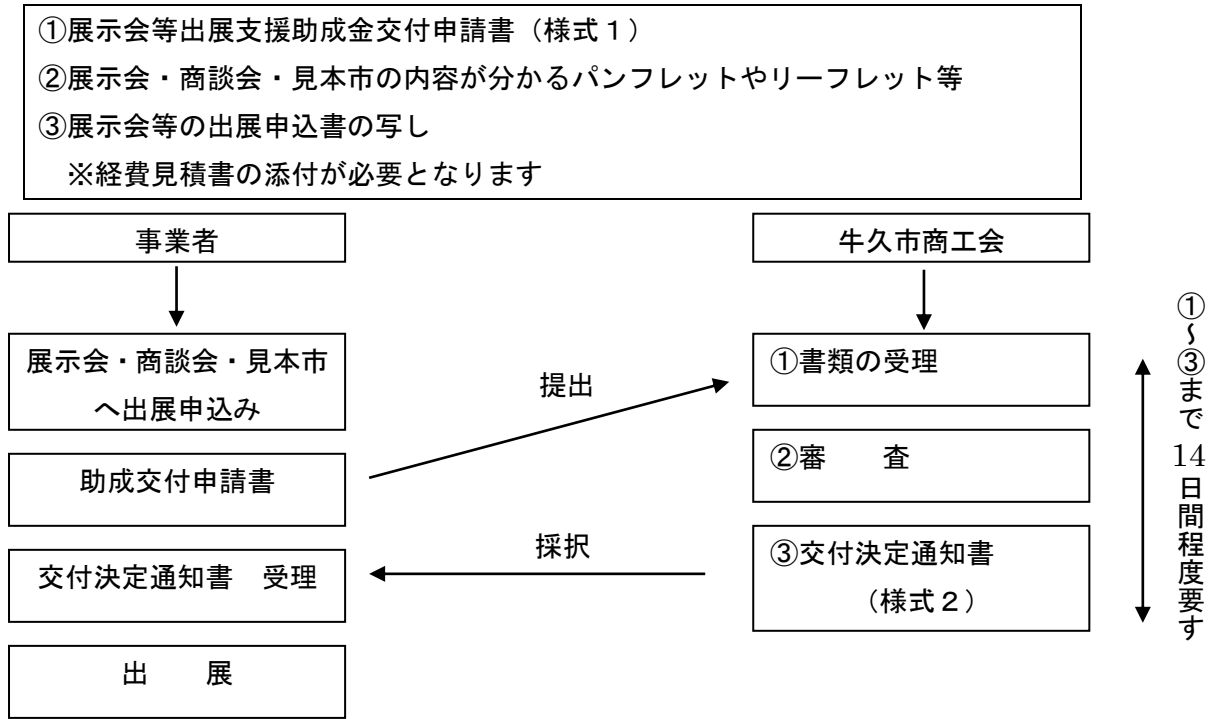 ①展示会等出展支援助成金交付申請書（様式１）
②展示会・商談会・見本市の内容が分かるパンフレットやリーフレット等
③展示会等の出展申込書の写し
※経費見積書の添付が必要となります
事業者
展示会・商談会・見本市
へ出展申込み
助成交付申請書
交付決定通知書　受理
出　　展
提出
採択
牛久市商工会
①書類の受理
②審　　査
③交付決定通知書
（様式２）
①～③まで14日間程度要す